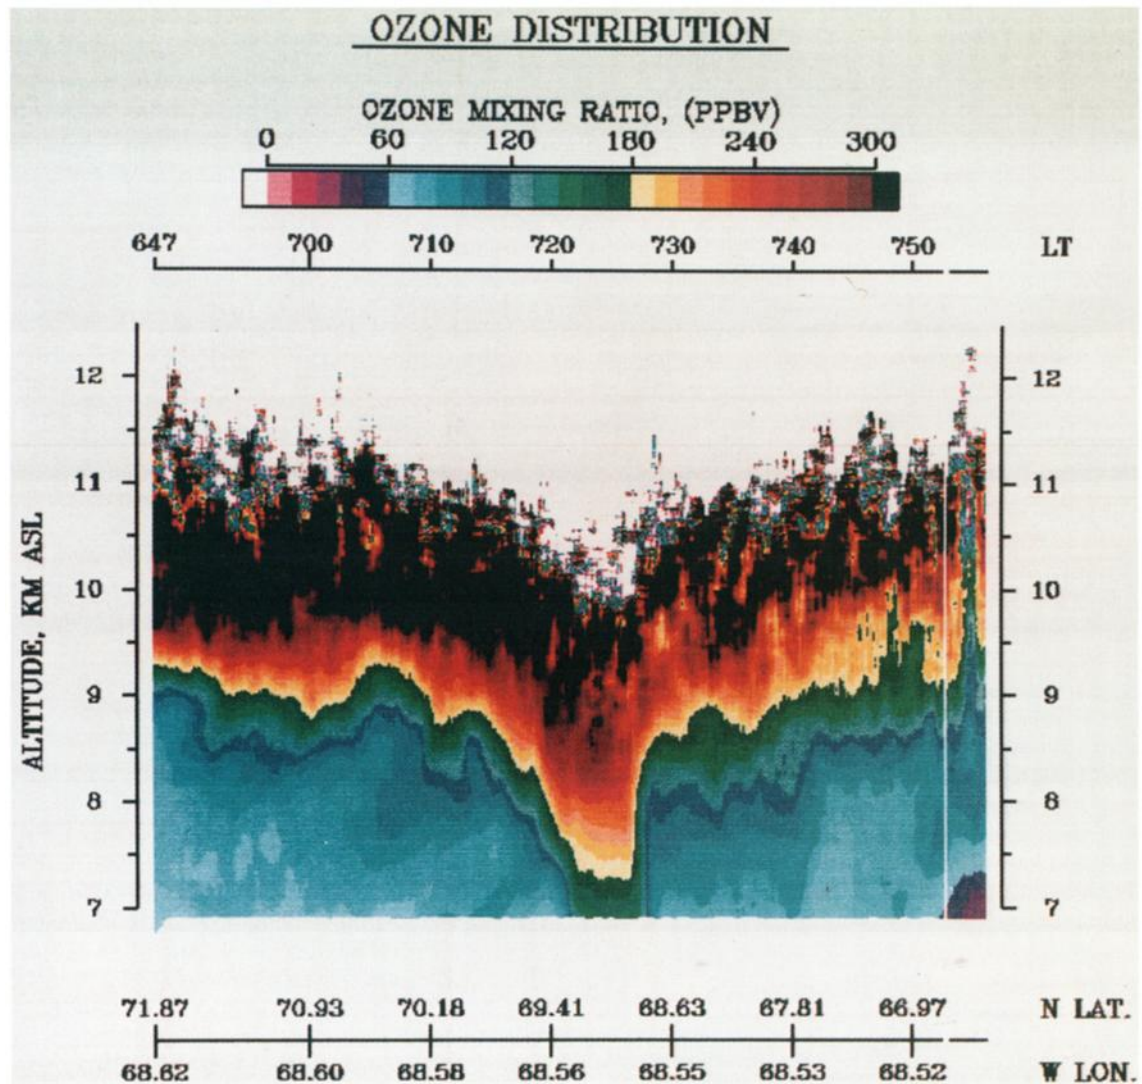 OZONE DISTRIBUTION
OZONE MIXING RATIO, (PPBV)
0 60 120 180 240 300
647 700 710 720 730 740 750 LT
12 12
11 11
10 10
9 9
8 8
7 7
ALTITUDE, KM ASL
71.87 70.93 70.18 69.41 68.63 67.81 66.97 N LAT.
68.62 68.60 68.58 68.56 68.55 68.53 68.52 W LON.